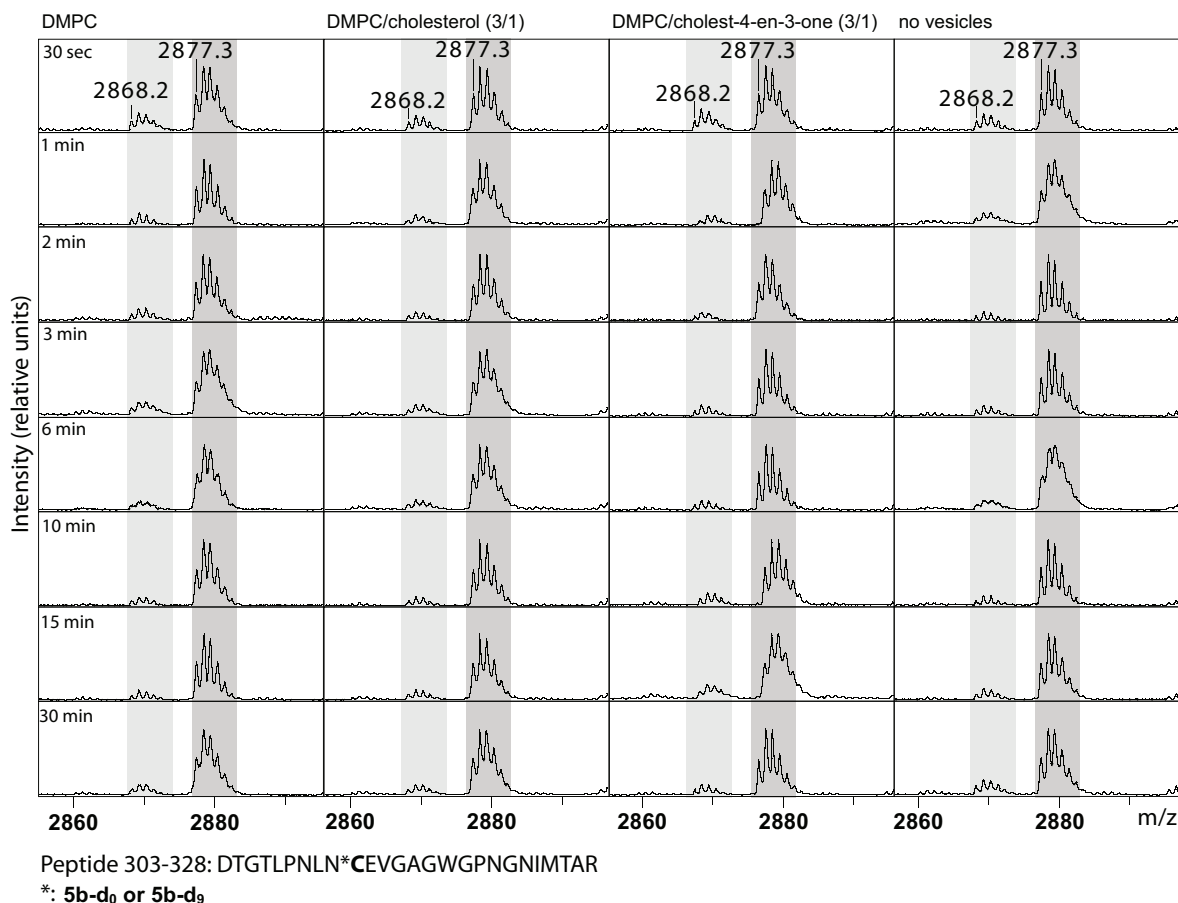 DMPC DMPC/cholesterol (3/1) DMPC/cholest-4-en-3-one (3/1) no vesicles
30 sec 2877.3 2877.3 2877.3 2877.3
2868.2 2868.2 2868.2 2868.2
1 min
2 min
3 min
6 min
10 min
15 min
30 min
Intensity (relative units)
2860 2880 2860 2880 2860 2880 2860 2880 m/z
Peptide 303-328: DTGTLPNLN*CEVGAGWGPNGNIMTAR
*: 5b-d₀ or 5b-d₉